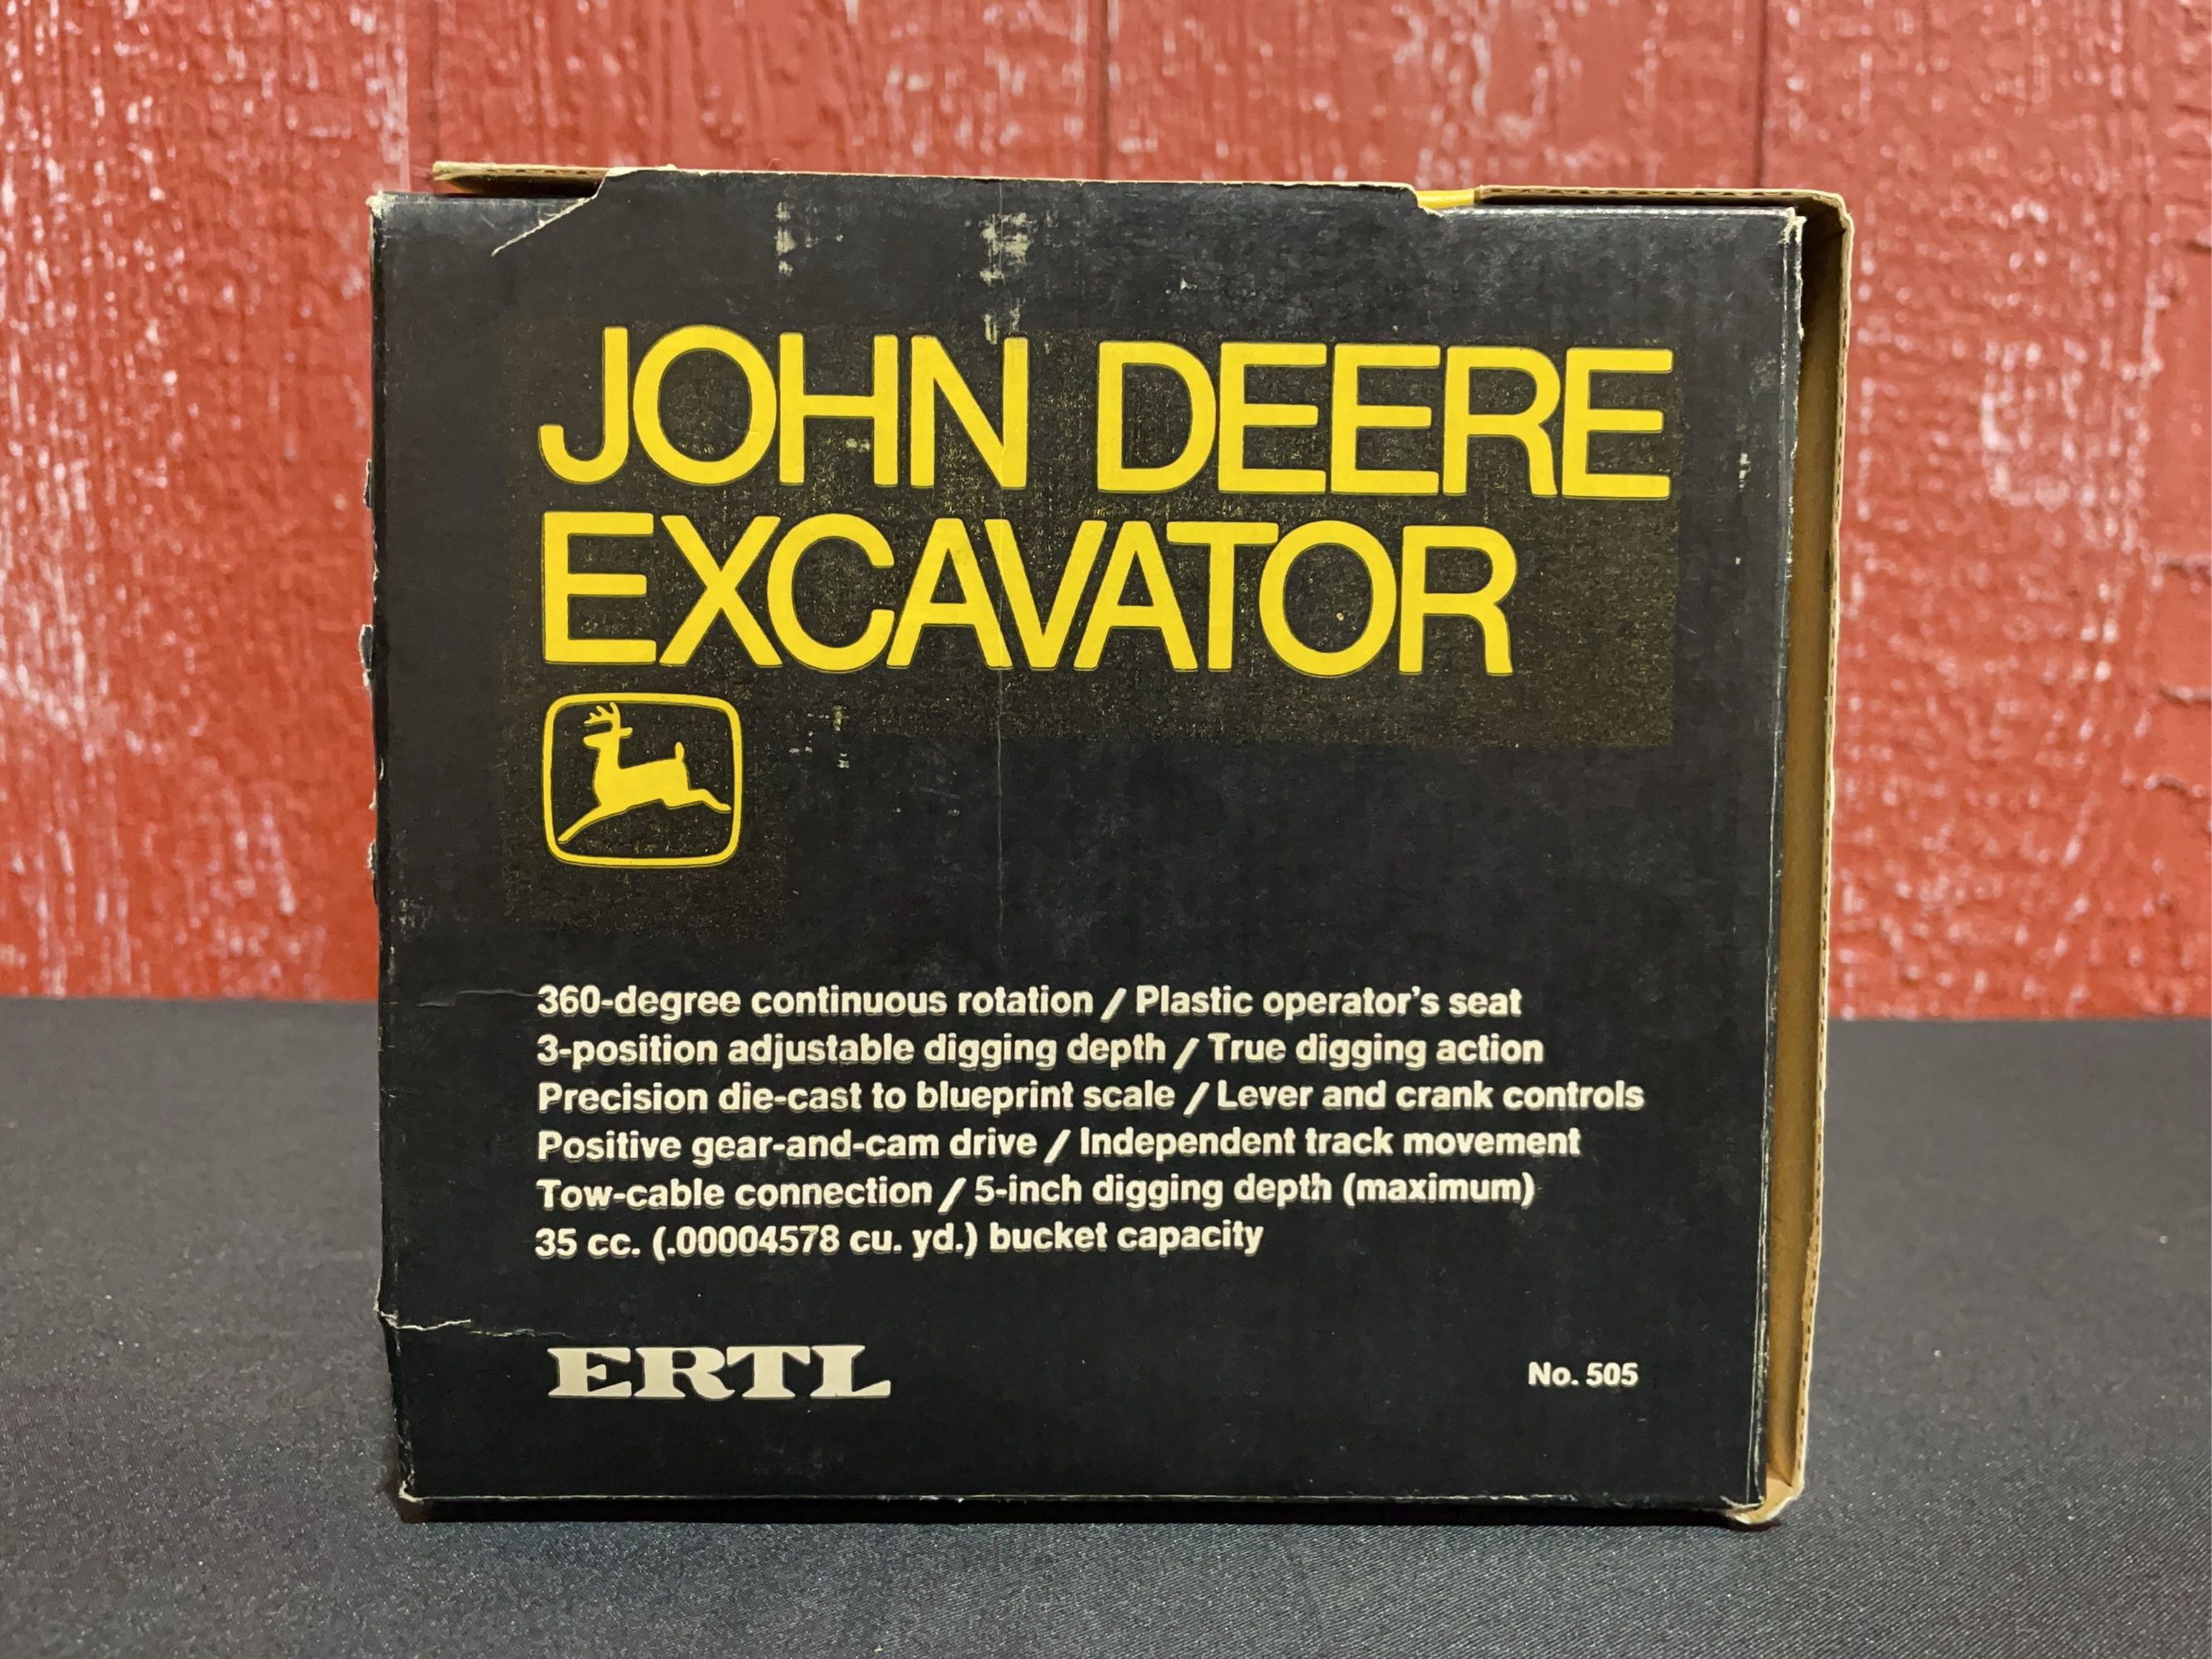 JOHN DEERE
EXCAVATOR
360-degree continuous rotation / Plastic operator's seat
3-position adjustable digging depth / True digging action
Precision die-cast to blueprint scale / Lever and crank controls
Positive gear-and-cam drive / Independent track movement
Tow-cable connection / 5-inch digging depth (maximum)
35 cc. (.00004578 cu. yd.) bucket capacity
ERTL
No. 505